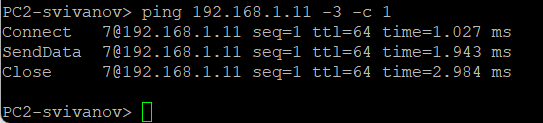 PC2-svivanov> ping 192.168.1.11 -3 -c 1
Connect   7@192.168.1.11 seq=1 ttl=64 time=1.027 ms
SendData  7@192.168.1.11 seq=1 ttl=64 time=1.943 ms
Close     7@192.168.1.11 seq=1 ttl=64 time=2.984 ms
PC2-svivanov>